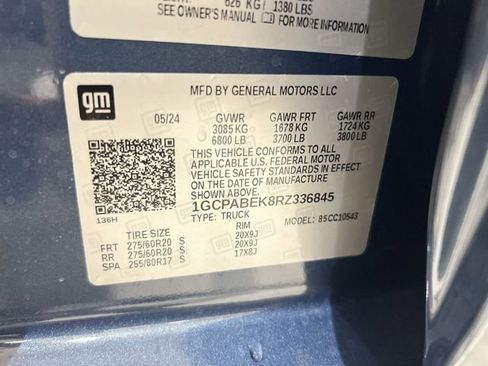 626 KG / 1380 LBS
SEE OWNER'S MANUAL FOR MORE INFORMATION
gm
MFD BY GENERAL MOTORS LLC
05/24 GVWR GAWR FRT GAWR RR
3085 KG 1678 KG 1724 KG
6800 LB 3700 LB 3800 LB
THIS VEHICLE CONFORMS TO ALL
APPLICABLE U.S. FEDERAL MOTOR
VEHICLE SAFETY STANDARDS IN EFFECT
ON THE DATE OF MANUFACTURE
SHOWN ABOVE.
1GCPABEK8RZ336845
136H
TYPE: TRUCK
85CC10543
TIRE SIZE RIM
FRT 275/60R20 S 20X9J
RR 275/60R20 S 20X9J
SPA 255/80R17 S 17X8J